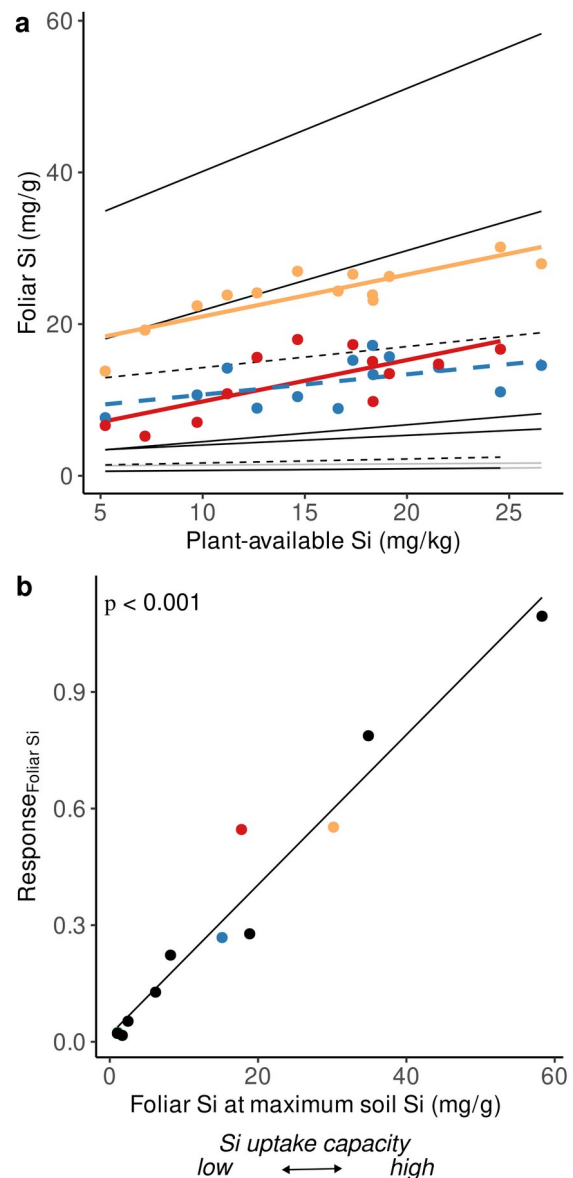 a
60
40
20
0
Foliar Si (mg/g)
5 10 15 20 25
Plant-available Si (mg/kg)
b
p < 0.001
0.9
0.6
0.3
0.0
Response Foliar Si
0 20 40 60
Foliar Si at maximum soil Si (mg/g)
Si uptake capacity
low ⟷ high